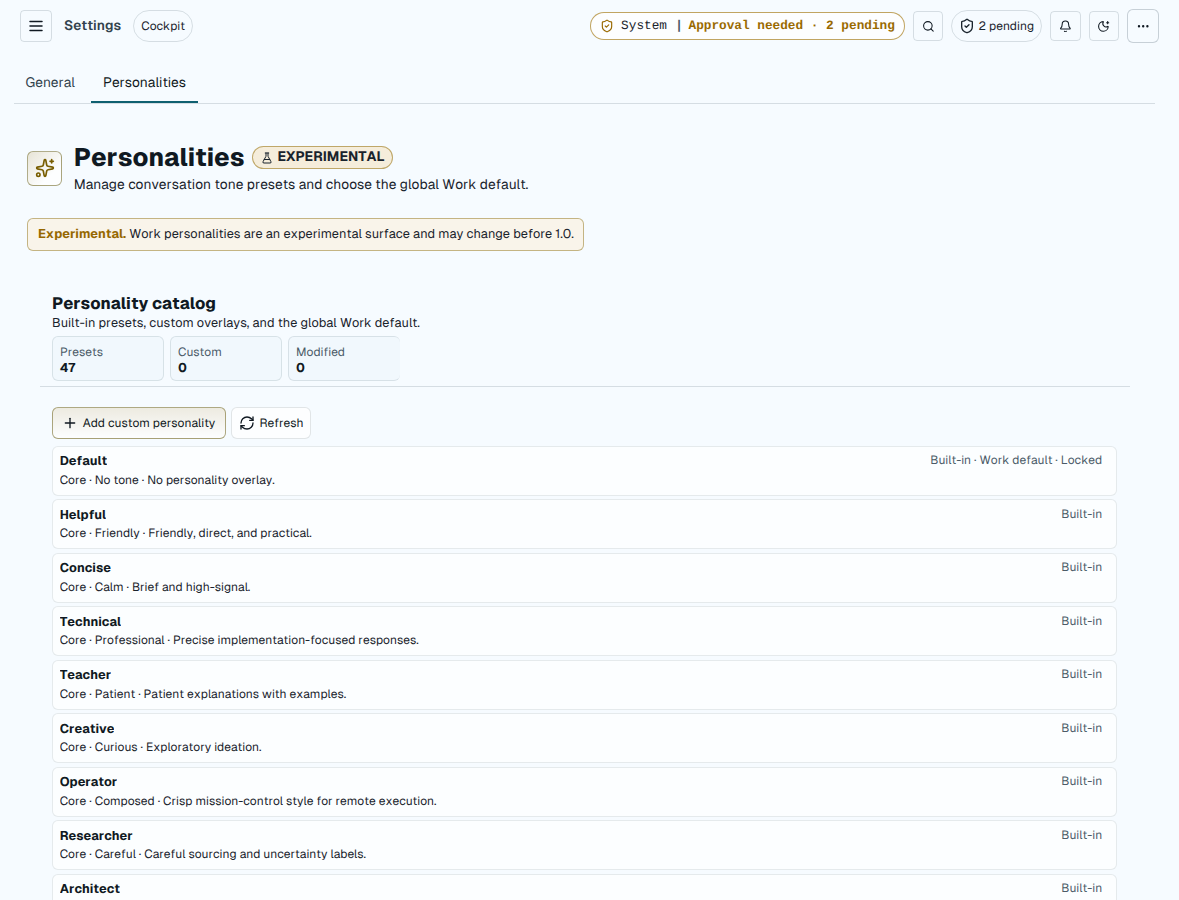 Settings
Cockpit
System | Approval needed · 2 pending
2 pending
General
Personalities
Personalities
EXPERIMENTAL
Manage conversation tone presets and choose the global Work default.
Experimental. Work personalities are an experimental surface and may change before 1.0.
Personality catalog
Built-in presets, custom overlays, and the global Work default.
Presets
47
Custom
0
Modified
0
Add custom personality
Refresh
Default
Built-in · Work default · Locked
Core · No tone · No personality overlay.
Helpful
Built-in
Core · Friendly · Friendly, direct, and practical.
Concise
Built-in
Core · Calm · Brief and high-signal.
Technical
Built-in
Core · Professional · Precise implementation-focused responses.
Teacher
Built-in
Core · Patient · Patient explanations with examples.
Creative
Built-in
Core · Curious · Exploratory ideation.
Operator
Built-in
Core · Composed · Crisp mission-control style for remote execution.
Researcher
Built-in
Core · Careful · Careful sourcing and uncertainty labels.
Architect
Built-in